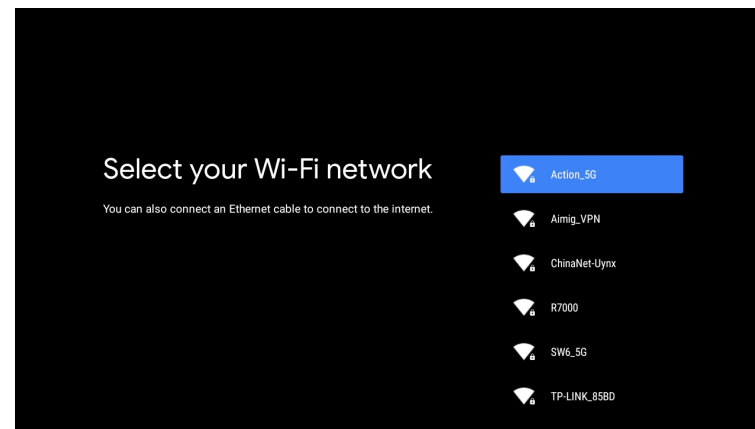 Select your Wi-Fi network
You can also connect an Ethernet cable to connect to the internet.
Action_5G
Aimig_VPN
ChinaNet-Uynx
R7000
SW6_5G
TP-LINK_85BD